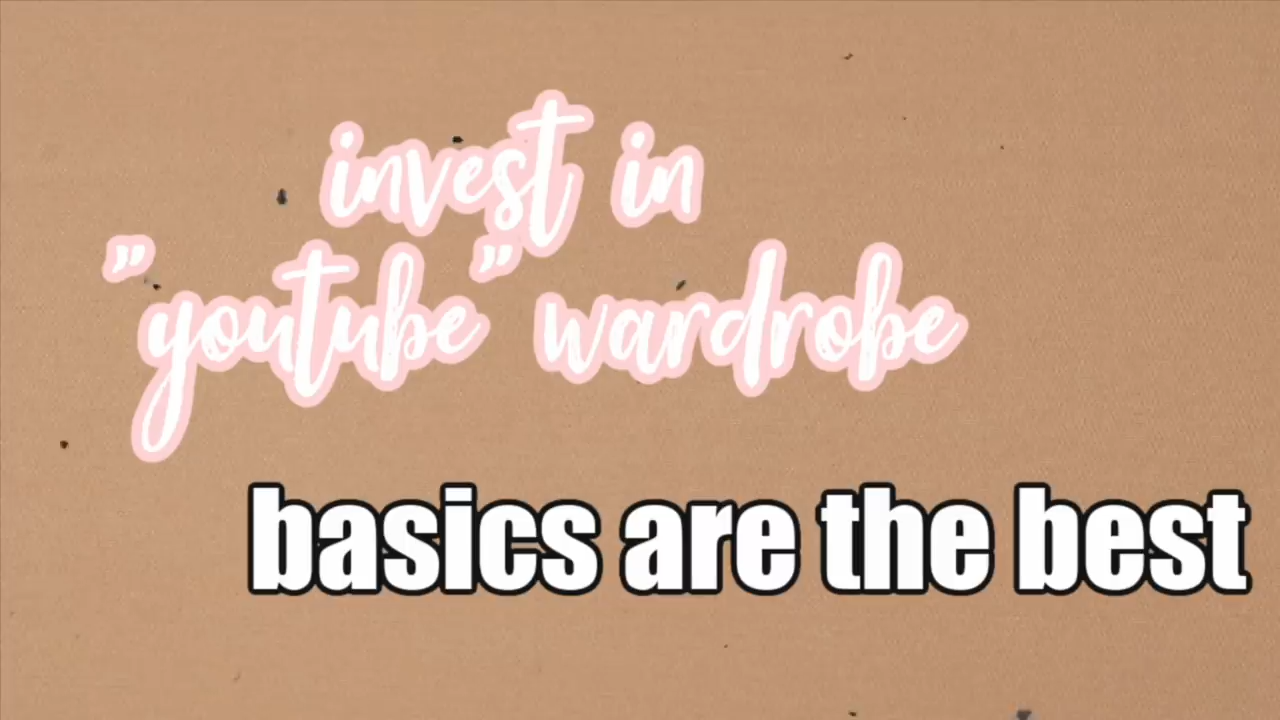 invest in
"youtube" wardrobe
basics are the best